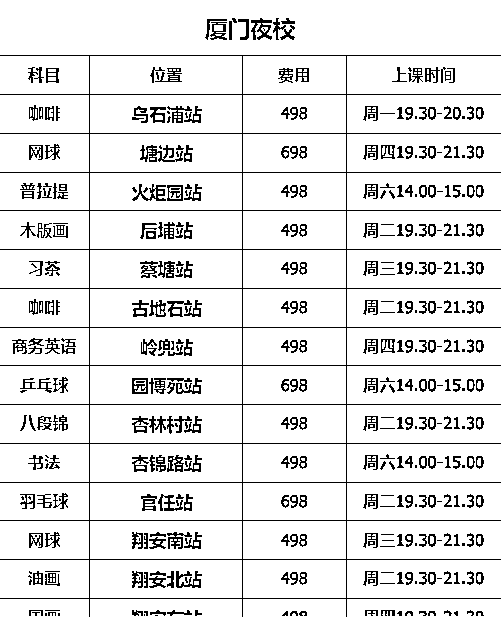 厦门夜校
科目 位置 费用 上课时间
咖啡 乌石浦站 498 周一19.30-20.30
网球 塘边站 698 周四19.30-21.30
普拉提 火炬园站 498 周六14.00-15.00
木版画 后埔站 498 周二19.30-21.30
习茶 蔡塘站 498 周三19.30-21.30
咖啡 古地石站 498 周二19.30-21.30
商务英语 岭兜站 498 周四19.30-21.30
乒乓球 园博苑站 698 周六14.00-15.00
八段锦 杏林村站 498 周二19.30-21.30
书法 杏锦路站 498 周六14.00-15.00
羽毛球 官任站 698 周二19.30-21.30
网球 翔安南站 498 周三19.30-21.30
油画 翔安北站 498 周二19.30-21.30